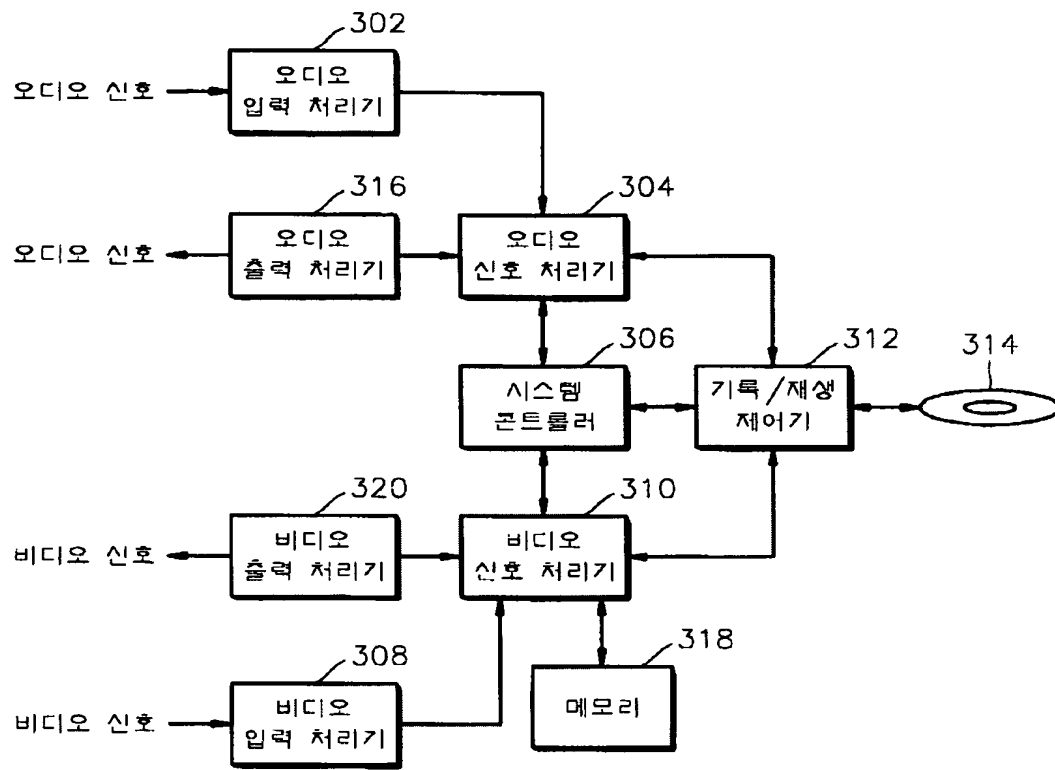 302
오디오 신호
오디오
입력 처리기
316
304
오디오 신호
오디오
출력 처리기
오디오
신호 처리기
306
312
314
시스템
콘트롤러
기록/재생
제어기
320
310
비디오 신호
비디오
출력 처리기
비디오
신호 처리기
308
318
비디오 신호
비디오
입력 처리기
메모리